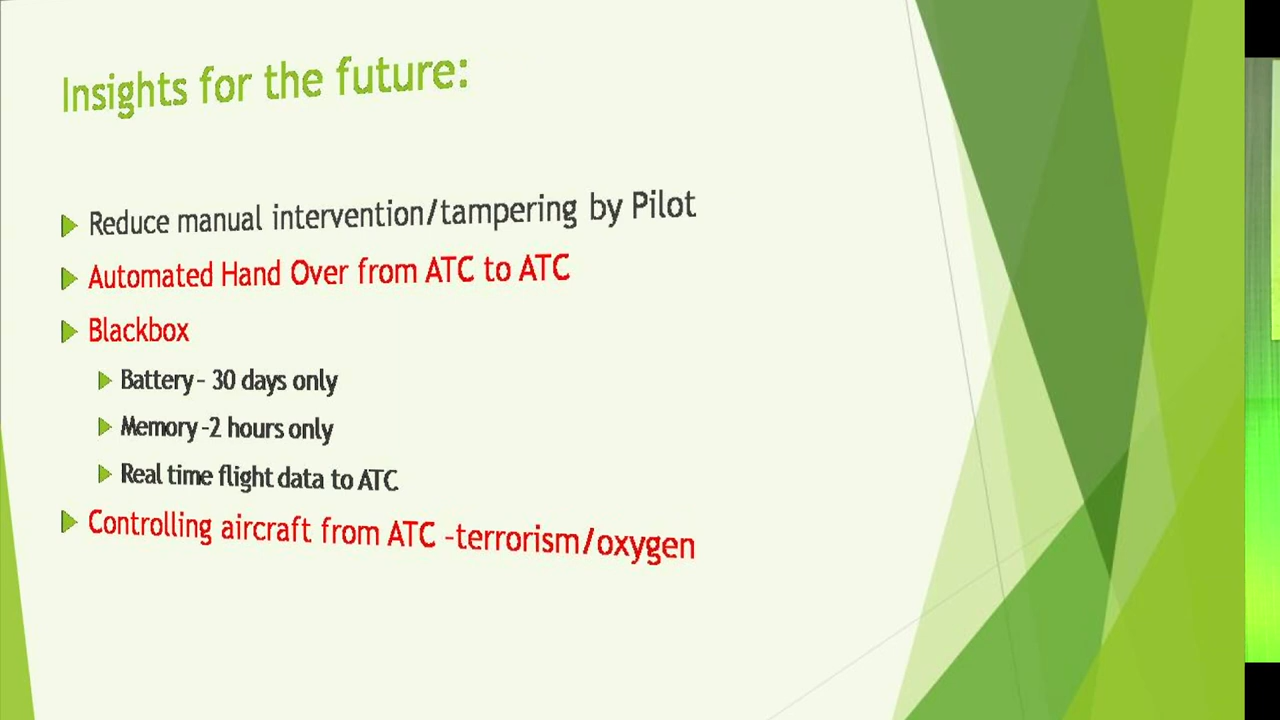 Insights for the future:
Reduce manual intervention/tampering by Pilot
Automated Hand Over from ATC to ATC
Blackbox
Battery- 30 days only
Memory-2 hours only
Real time flight data to ATC
Controlling aircraft from ATC -terrorism/oxygen